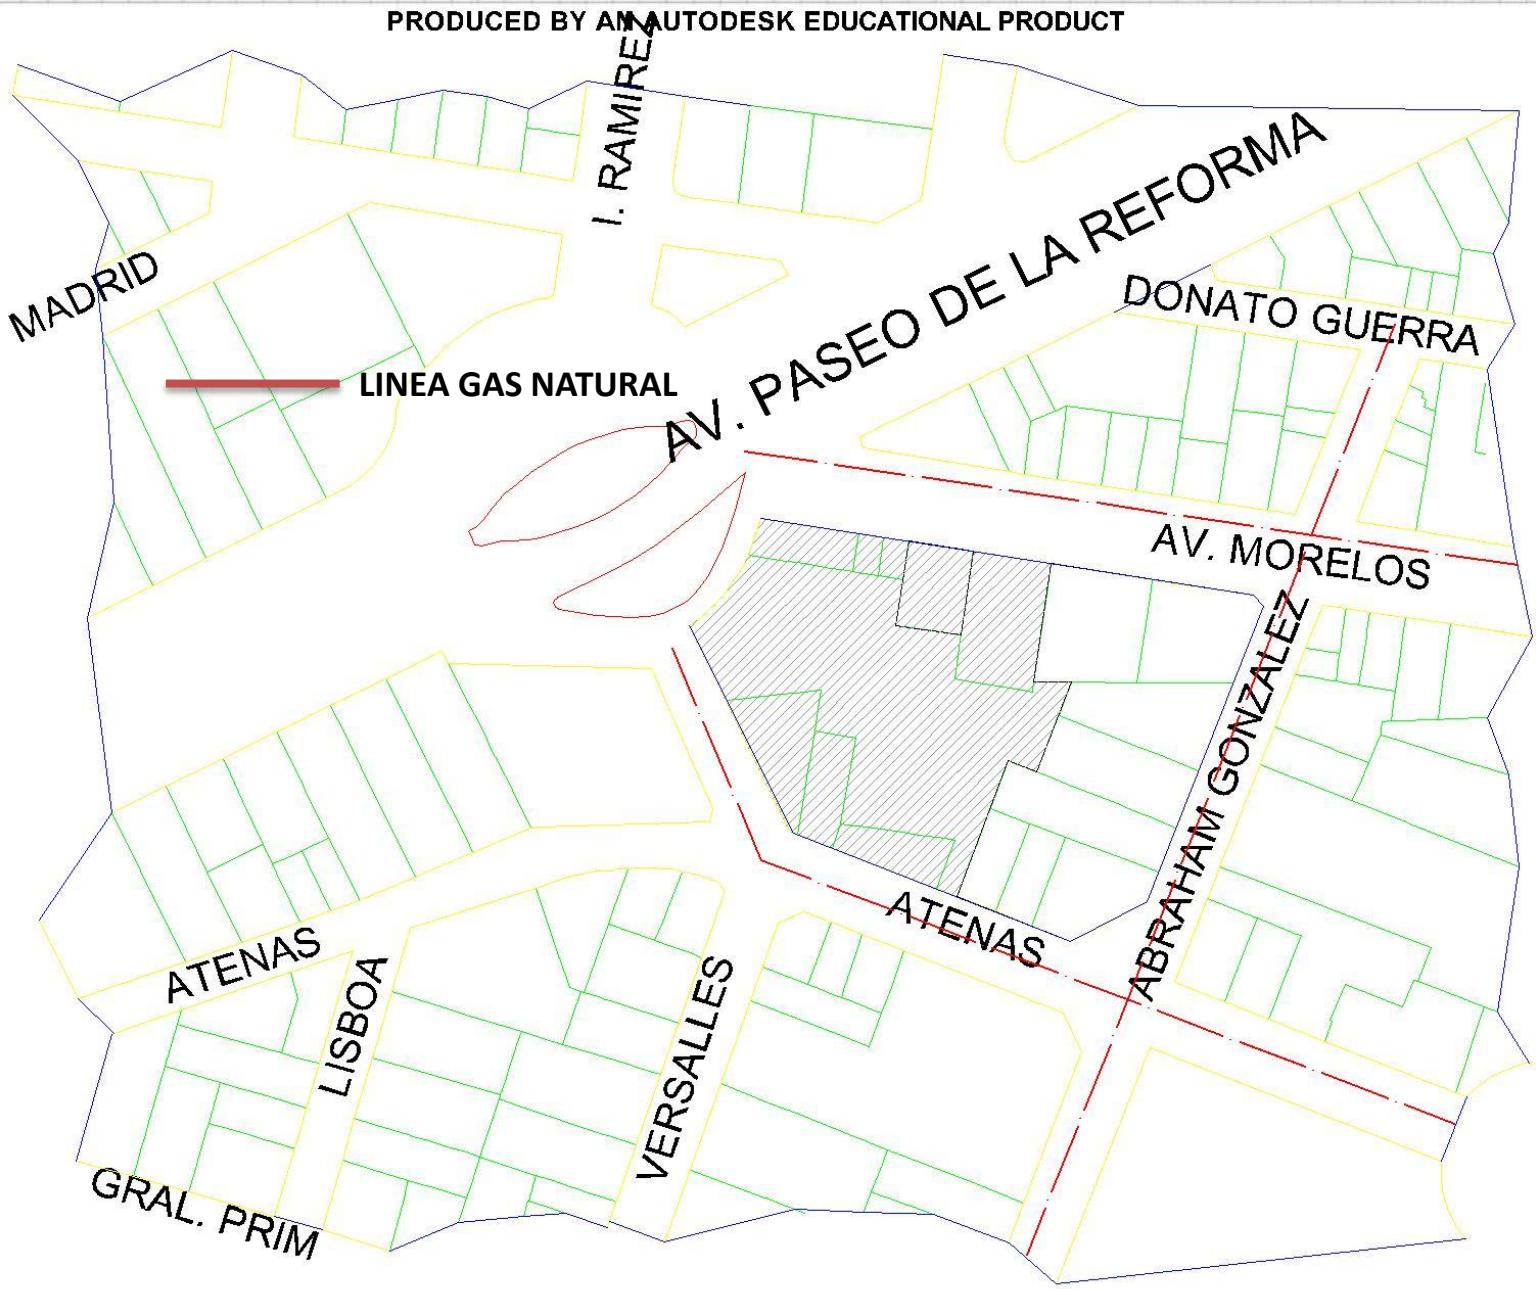 PRODUCED BY AN AUTODESK EDUCATIONAL PRODUCT
I. RAMIREZ
AV. PASEO DE LA REFORMA
MADRID
DONATO GUERRA
LINEA GAS NATURAL
AV. MORELOS
ABRAHAM GONZALEZ
ATENAS
ATENAS
LISBOA
VERSALLES
GRAL. PRIM